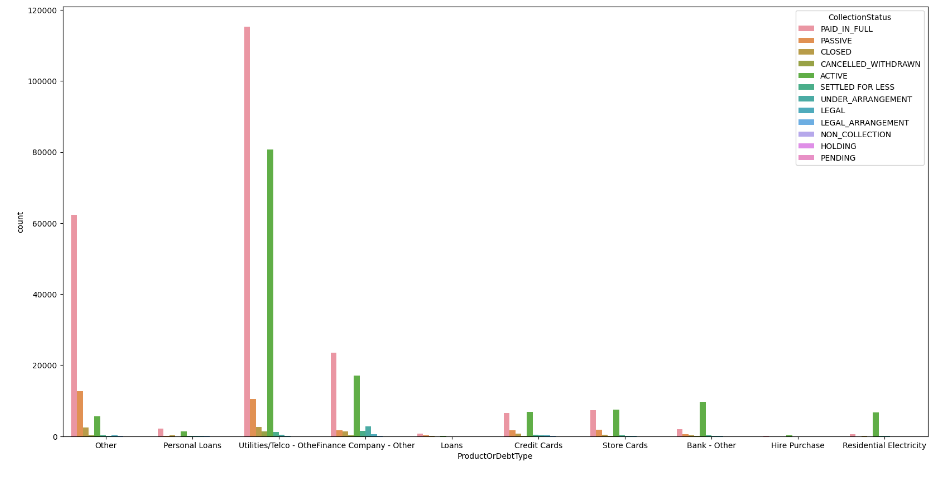 120000
100000
80000
60000
40000
20000
0
count
CollectionStatus
PAID_IN_FULL
PASSIVE
CLOSED
CANCELLED_WITHDRAWN
ACTIVE
SETTLED FOR LESS
UNDER_ARRANGEMENT
LEGAL
LEGAL_ARRANGEMENT
NON_COLLECTION
HOLDING
PENDING
Other Personal Loans Utilities/Telco - Other Finance Company - Other Loans Credit Cards Store Cards Bank - Other Hire Purchase Residential Electricity
ProductOrDebtType